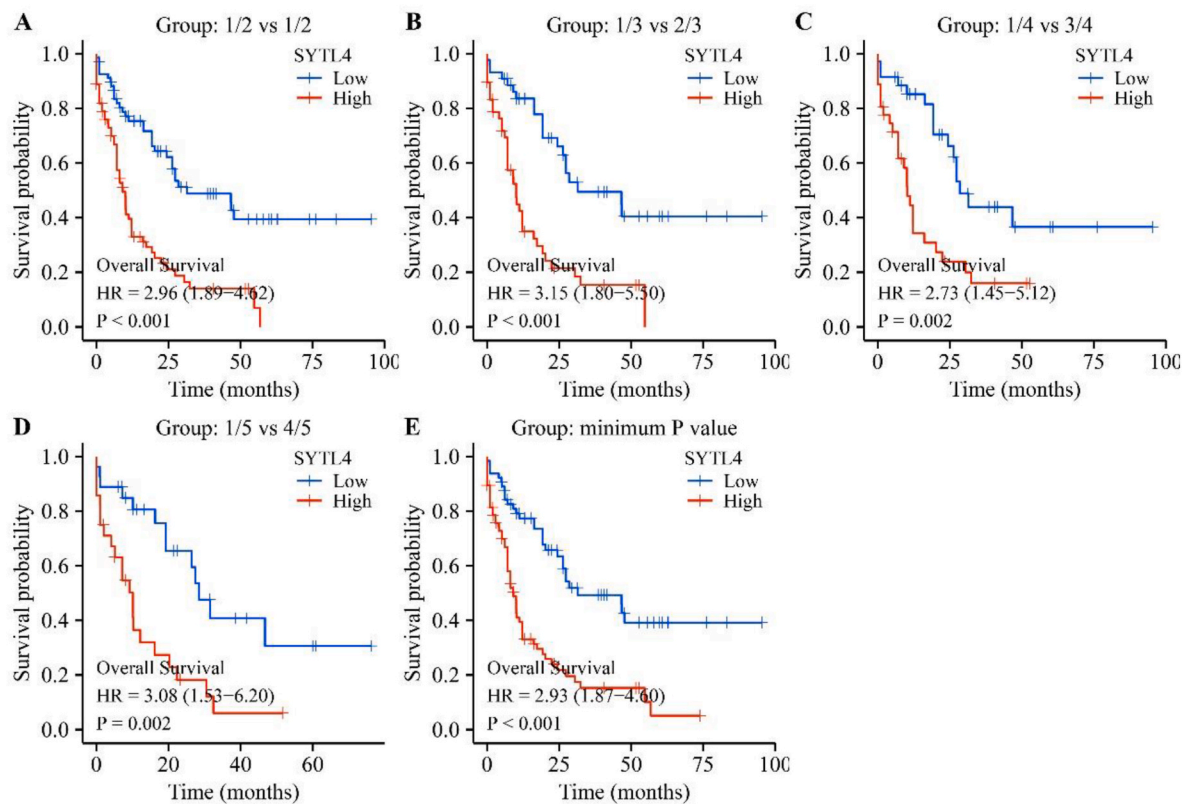 A
Group: 1/2 vs 1/2
SYTL4
Low
High
Survival probability
1.0
0.8
0.6
0.4
0.2
0.0
Overall Survival
HR = 2.96 (1.89−4.62)
P < 0.001
0 25 50 75 100
Time (months)
B
Group: 1/3 vs 2/3
SYTL4
Low
High
Survival probability
1.0
0.8
0.6
0.4
0.2
0.0
Overall Survival
HR = 3.15 (1.80−5.50)
P < 0.001
0 25 50 75 100
Time (months)
C
Group: 1/4 vs 3/4
SYTL4
Low
High
Survival probability
1.0
0.8
0.6
0.4
0.2
0.0
Overall Survival
HR = 2.73 (1.45−5.12)
P = 0.002
0 25 50 75 100
Time (months)
D
Group: 1/5 vs 4/5
SYTL4
Low
High
Survival probability
1.0
0.8
0.6
0.4
0.2
0.0
Overall Survival
HR = 3.08 (1.53−6.20)
P = 0.002
0 20 40 60
Time (months)
E
Group: minimum P value
SYTL4
Low
High
Survival probability
1.0
0.8
0.6
0.4
0.2
0.0
Overall Survival
HR = 2.93 (1.87−4.60)
P < 0.001
0 25 50 75 100
Time (months)